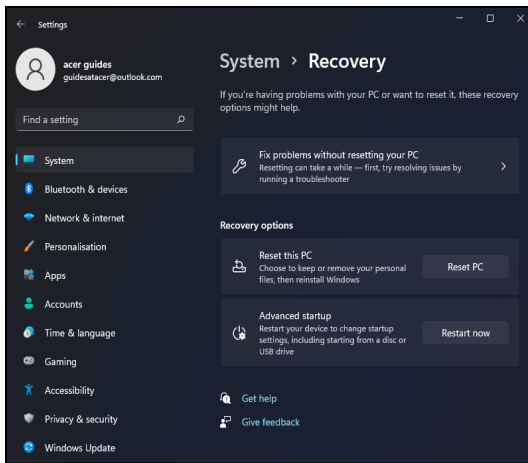 Settings
acer guides
guidesatacer@outlook.com
Find a setting
System
Bluetooth & devices
Network & internet
Personalisation
Apps
Accounts
Time & language
Gaming
Accessibility
Privacy & security
Windows Update
System > Recovery
If you're having problems with your PC or want to reset it, these recovery
options might help.
Fix problems without resetting your PC
Resetting can take a while — first, try resolving issues by
running a troubleshooter
Recovery options
Reset this PC
Choose to keep or remove your personal
files, then reinstall Windows
Reset PC
Advanced startup
Restart your device to change startup
settings, including starting from a disc or
USB drive
Restart now
Get help
Give feedback